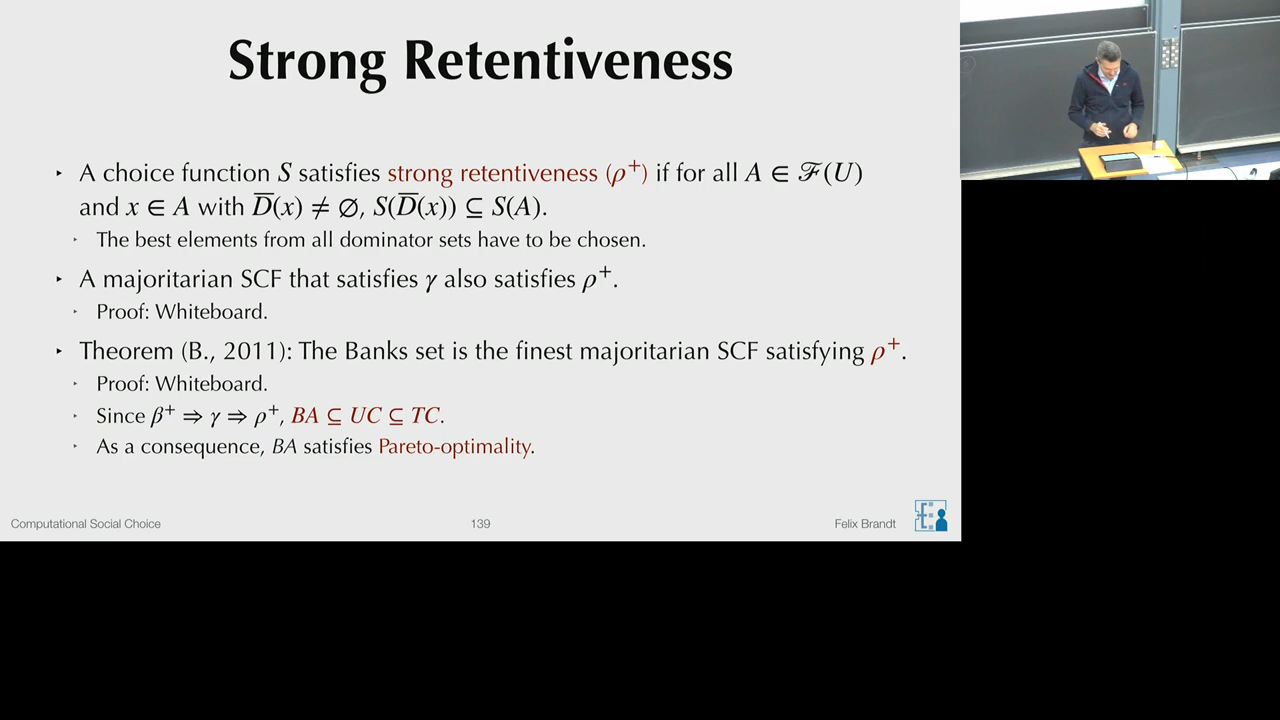 Strong Retentiveness
‣ A choice function S satisfies strong retentiveness (ρ⁺) if for all A ∈ ℱ(U)
and x ∈ A with D̅(x) ≠ ∅, S(D̅(x)) ⊆ S(A).
‣ The best elements from all dominator sets have to be chosen.
‣ A majoritarian SCF that satisfies γ also satisfies ρ⁺.
‣ Proof: Whiteboard.
‣ Theorem (B., 2011): The Banks set is the finest majoritarian SCF satisfying ρ⁺.
‣ Proof: Whiteboard.
‣ Since β⁺ ⇒ γ ⇒ ρ⁺, BA ⊆ UC ⊆ TC.
‣ As a consequence, BA satisfies Pareto-optimality.
Computational Social Choice
139
Felix Brandt